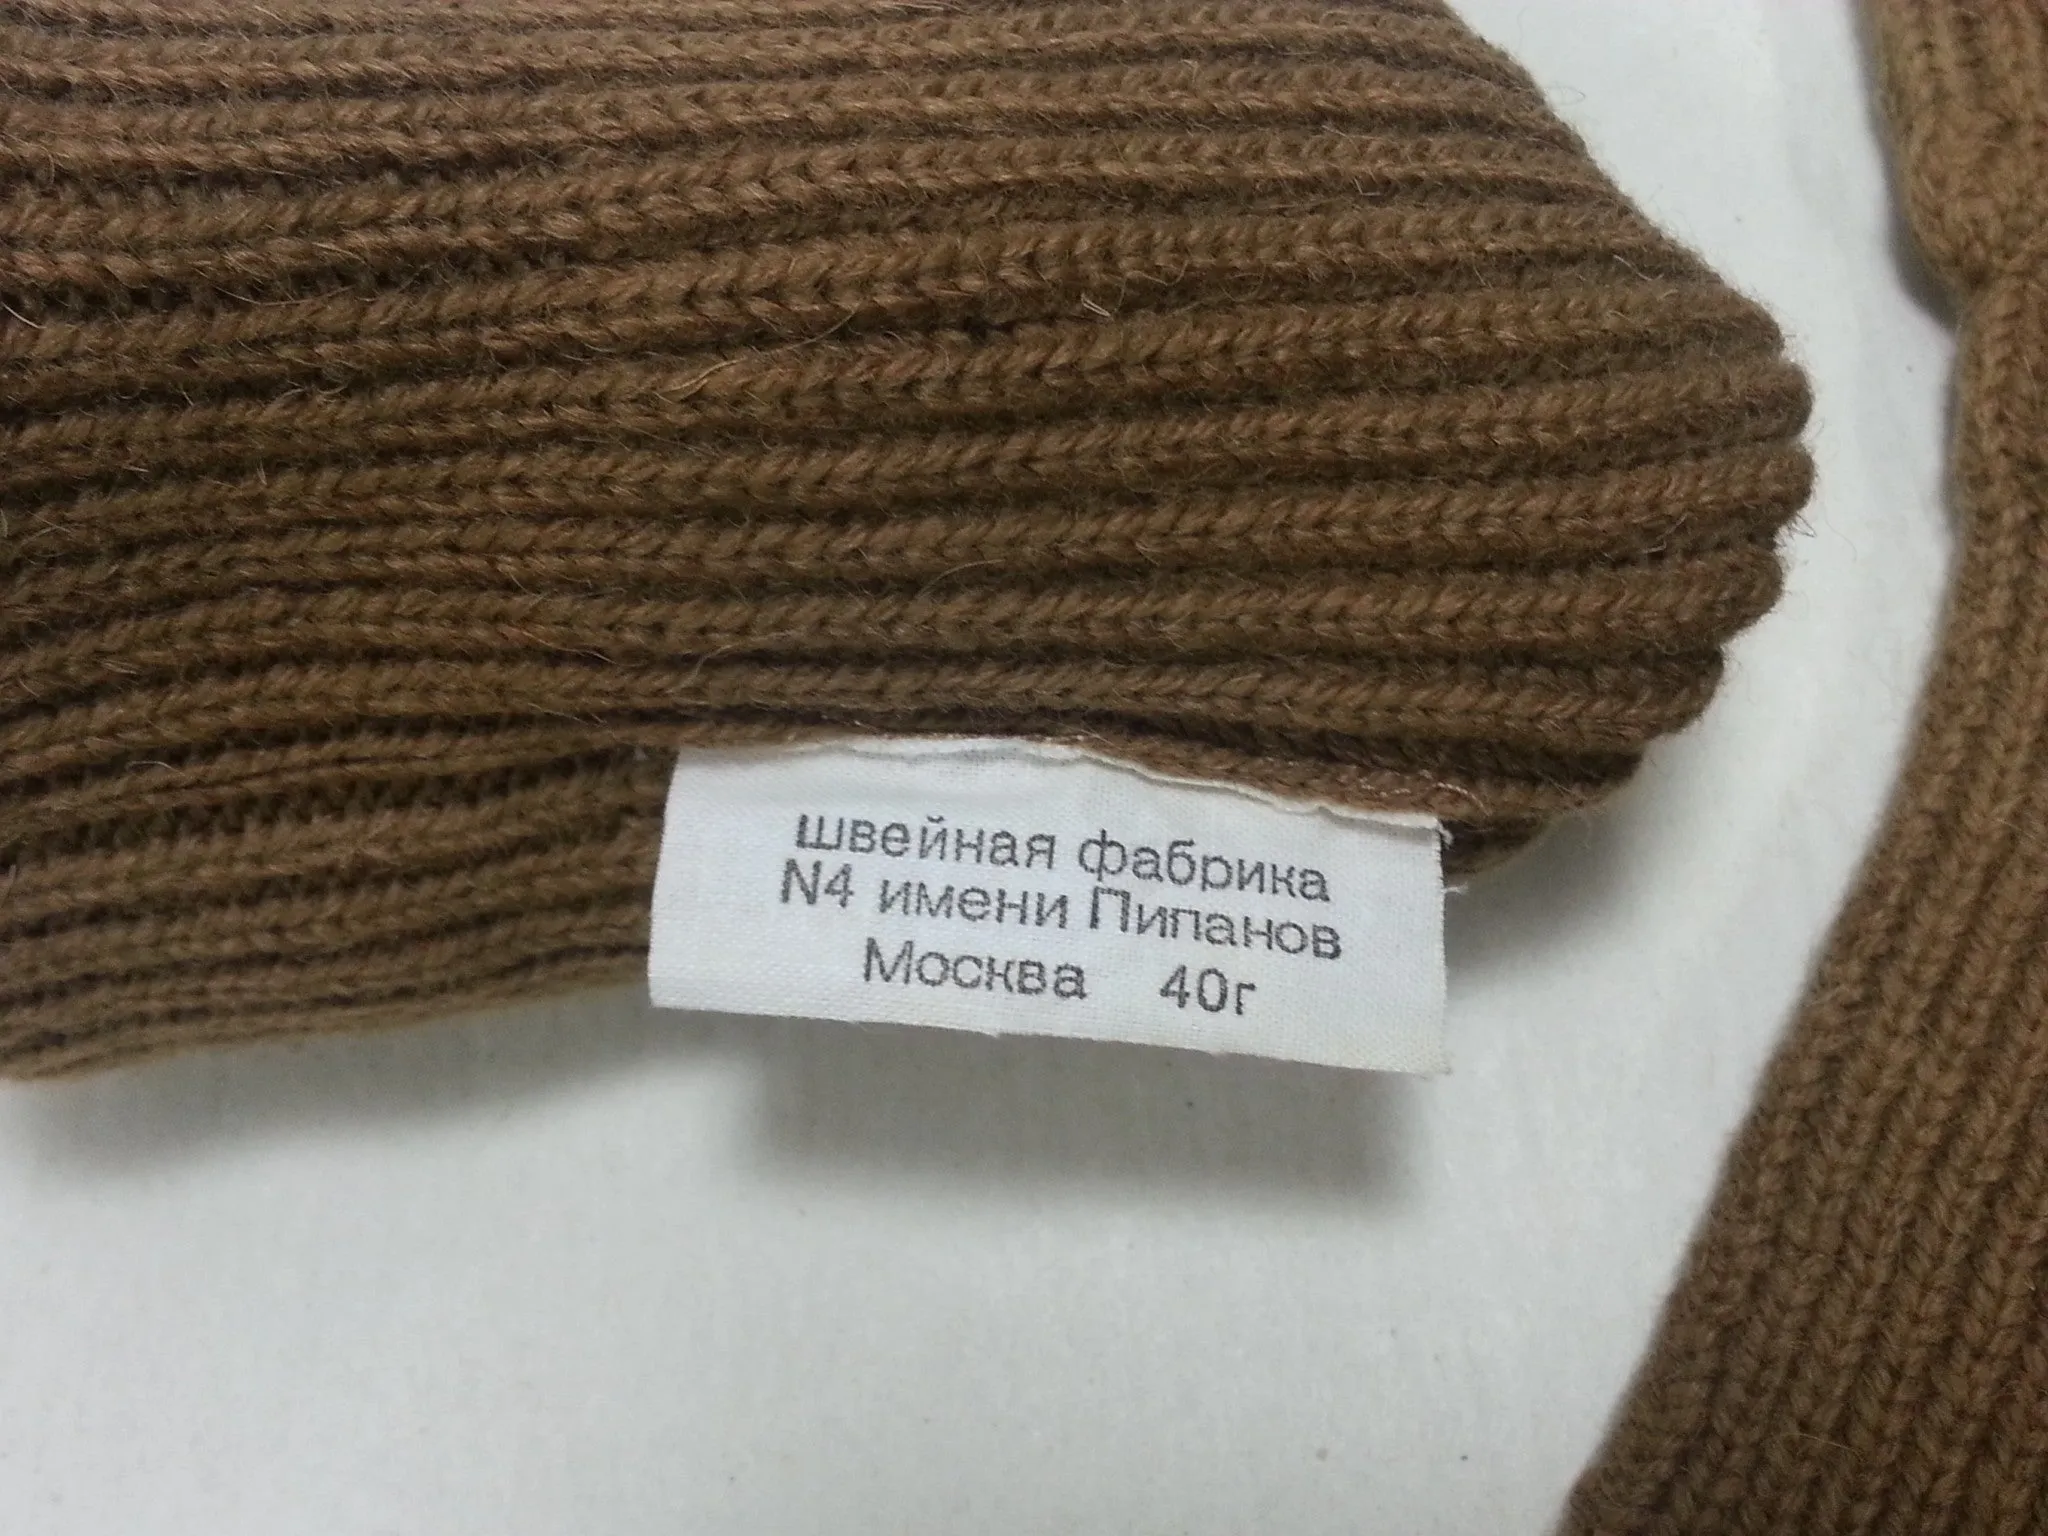 швейная фабрика
N4 имени Пипанов
Москва 40г